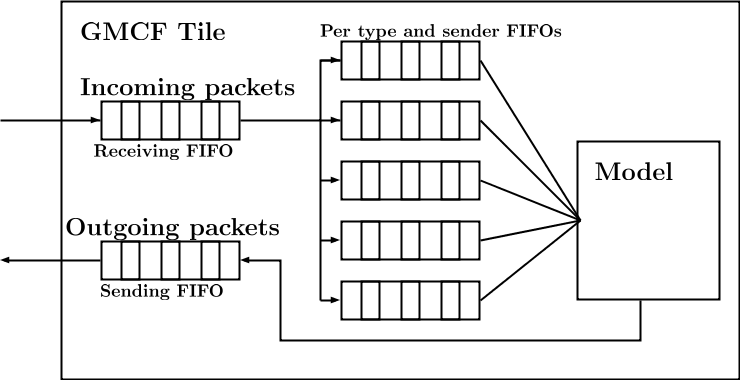 GMCF Tile
Per type and sender FIFOs
Incoming packets
Receiving FIFO
Model
Outgoing packets
Sending FIFO